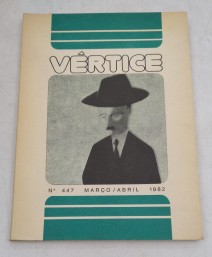 VÉRTICE
Nº 447 MARÇO/ABRIL 1982